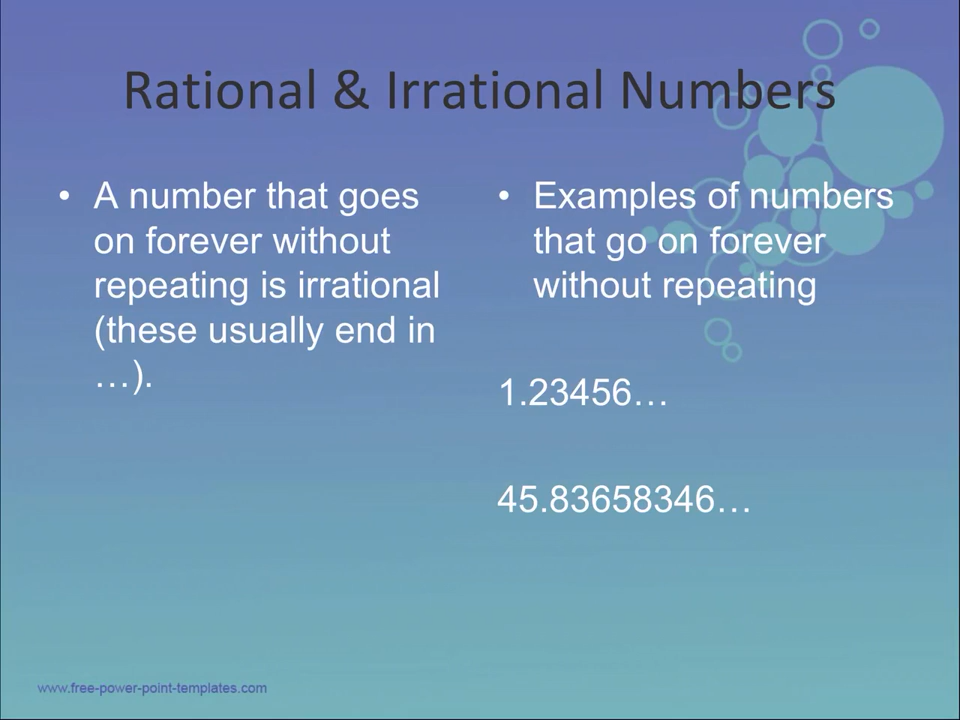 Rational & Irrational Numbers
• A number that goes
on forever without
repeating is irrational
(these usually end in
…).
• Examples of numbers
that go on forever
without repeating
1.23456…
45.83658346…
www.free-power-point-templates.com